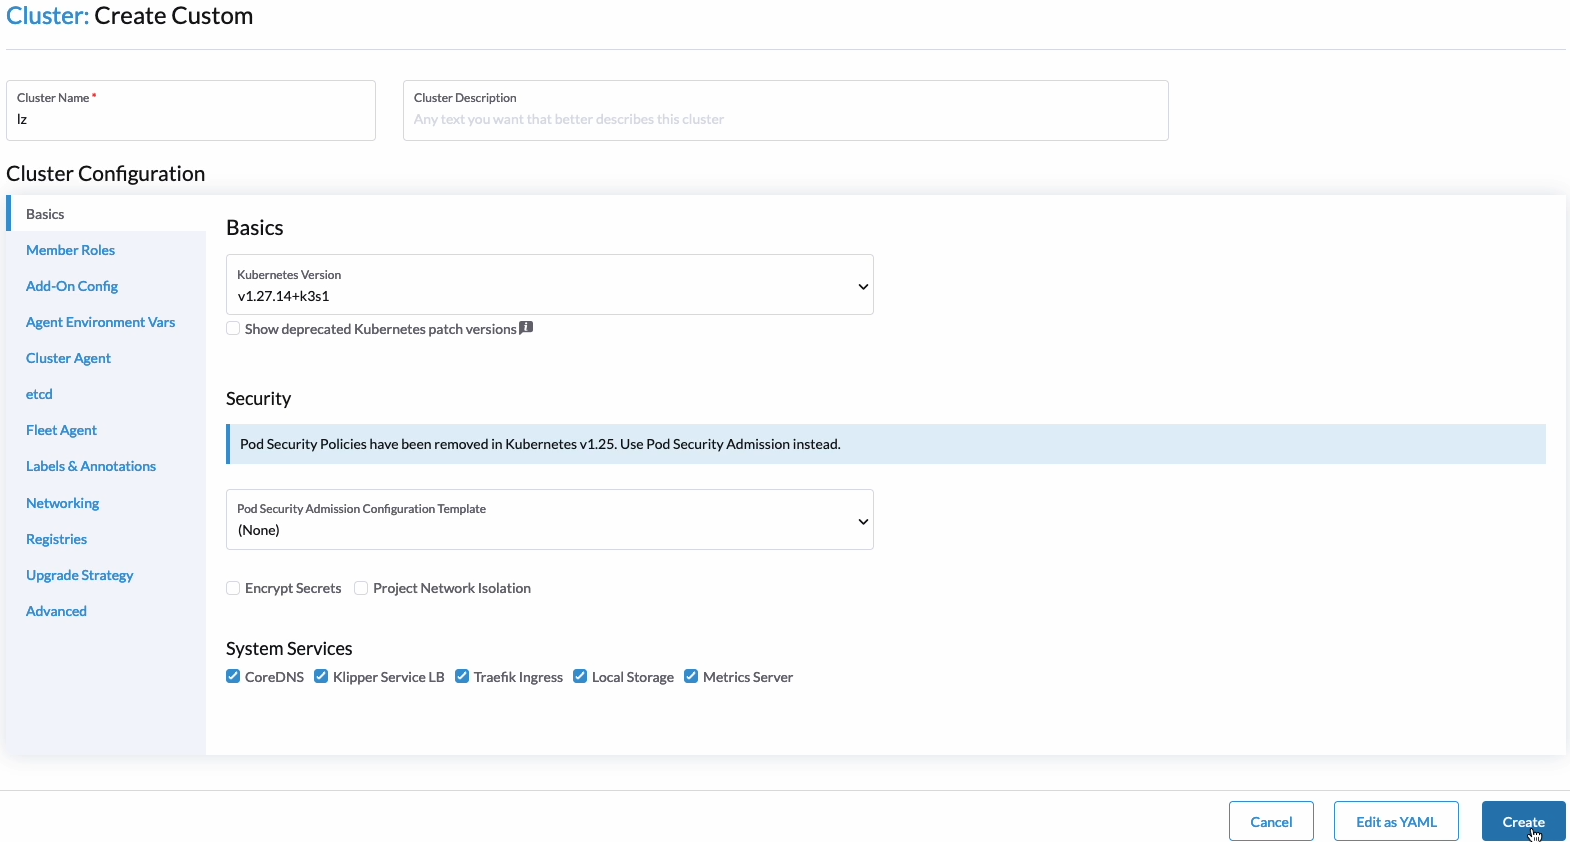 Cluster: Create Custom
Cluster Name *
lz
Cluster Description
Any text you want that better describes this cluster
Cluster Configuration
Basics
Member Roles
Add-On Config
Agent Environment Vars
Cluster Agent
etcd
Fleet Agent
Labels & Annotations
Networking
Registries
Upgrade Strategy
Advanced
Basics
Kubernetes Version
v1.27.14+k3s1
Show deprecated Kubernetes patch versions
Security
Pod Security Policies have been removed in Kubernetes v1.25. Use Pod Security Admission instead.
Pod Security Admission Configuration Template
(None)
Encrypt Secrets Project Network Isolation
System Services
CoreDNS Klipper Service LB Traefik Ingress Local Storage Metrics Server
Cancel Edit as YAML Create